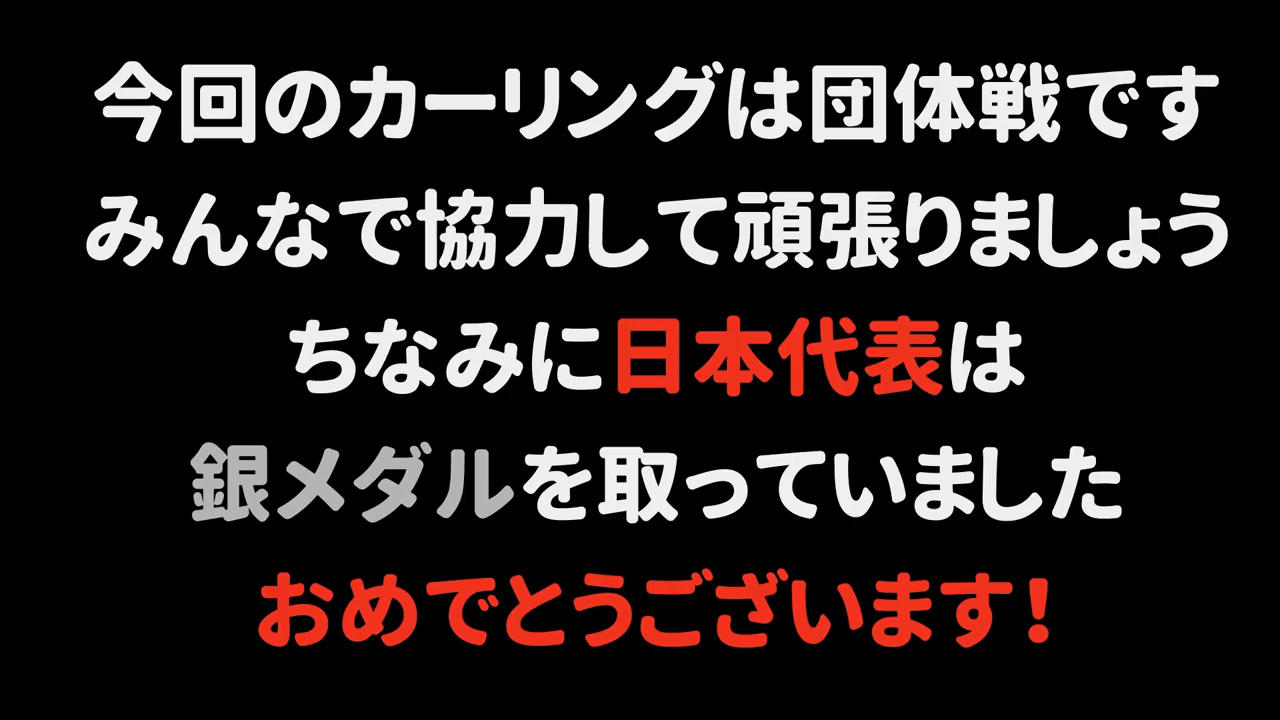 今回のカーリングは団体戦です
みんなで協力して頑張りましょう
ちなみに日本代表は
銀メダルを取っていました
おめでとうございます!